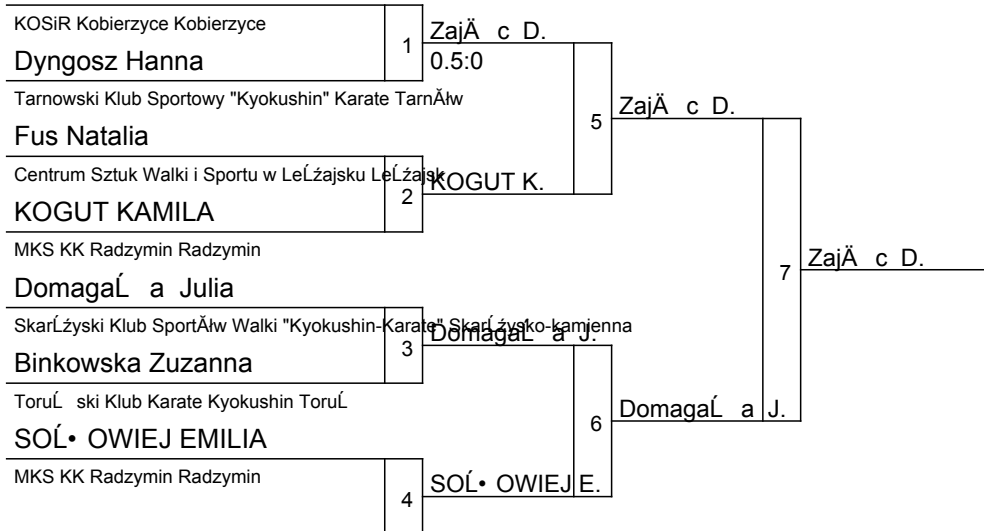 KOSiR Kobierzyce Kobierzyce
Dyngosz Hanna
Tarnowski Klub Sportowy "Kyokushin" Karate TarnĂłw
Fus Natalia
Centrum Sztuk Walki i Sportu w LeĹźajsku LeĹźajsk
KOGUT KAMILA
MKS KK Radzymin Radzymin
DomagaĹ a Julia
SkarĹźyski Klub SportĂłw Walki "Kyokushin-Karate" SkarĹźysko-kamienna
Binkowska Zuzanna
ToruĹ ski Klub Karate Kyokushin ToruĹ
SOĹ• OWIEJ EMILIA
MKS KK Radzymin Radzymin
1
ZajÄ c D.
0.5:0
2
KOGUT K.
3
DomagaĹ a J.
4
SOĹ• OWIEJ E.
5
ZajÄ c D.
6
DomagaĹ a J.
7
ZajÄ c D.